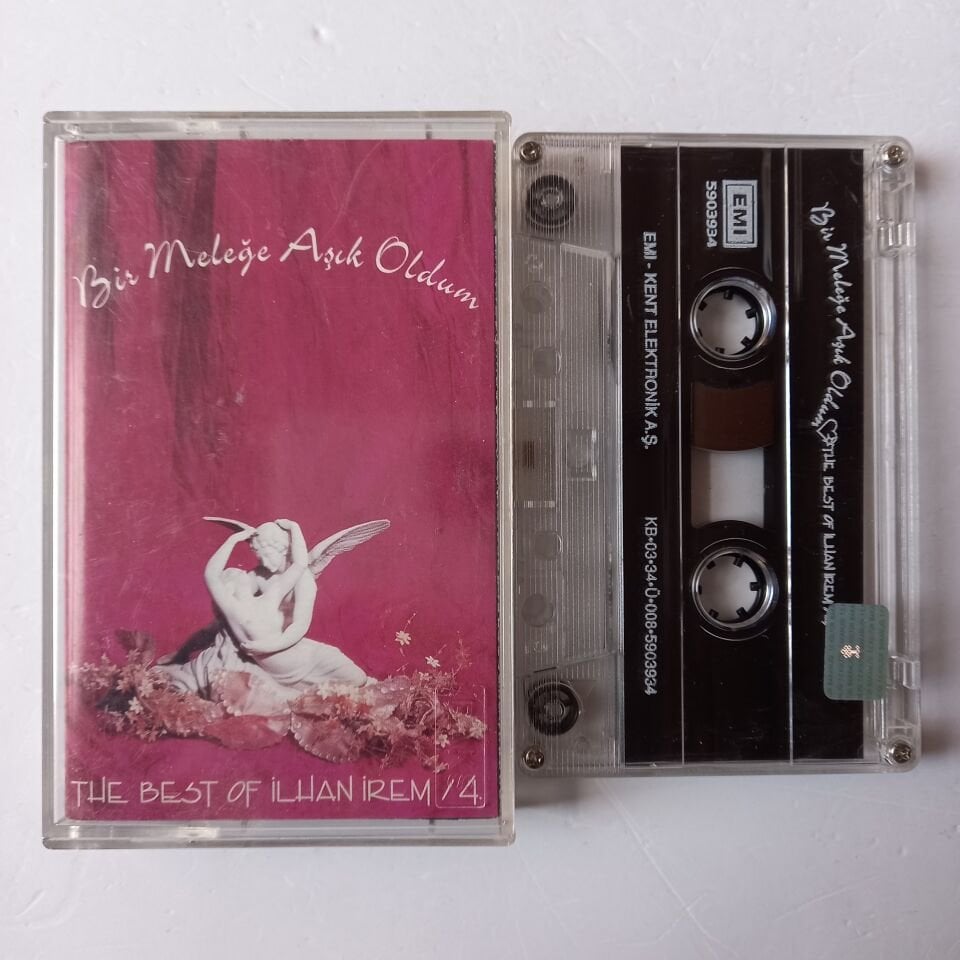 Bir Meleğe Aşık Oldum
THE BEST OF İLHAN İREM / 4
Bir Meleğe Aşık Oldum THE BEST OF İLHAN İREM
EMI
5903934
EMI - KENT ELEKTRONİK A.Ş.
KB•03•34•Ü•008•5903934